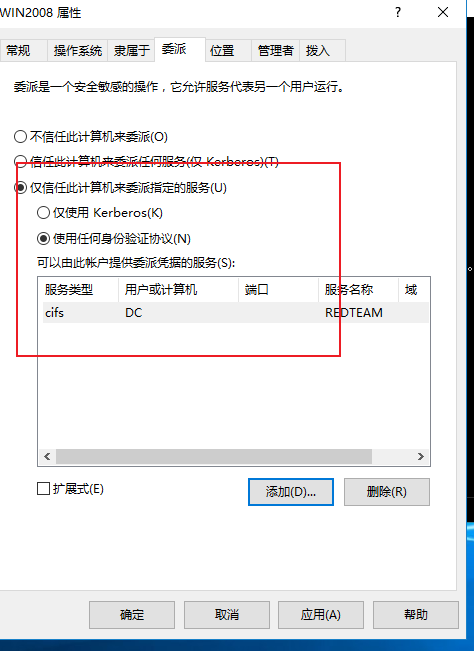 WIN2008 属性
?
常规 操作系统 隶属于 委派 位置 管理者 拨入
委派是一个安全敏感的操作，它允许服务代表另一个用户运行。
不信任此计算机来委派(O)
信任此计算机来委派任何服务(仅 Kerberos)(T)
仅信任此计算机来委派指定的服务(U)
仅使用 Kerberos(K)
使用任何身份验证协议(N)
可以由此帐户提供委派凭据的服务(S):
服务类型 用户或计算机 端口 服务名称 域
cifs DC REDTEAM
扩展式(E) 添加(D)... 删除(R)
确定 取消 应用(A) 帮助